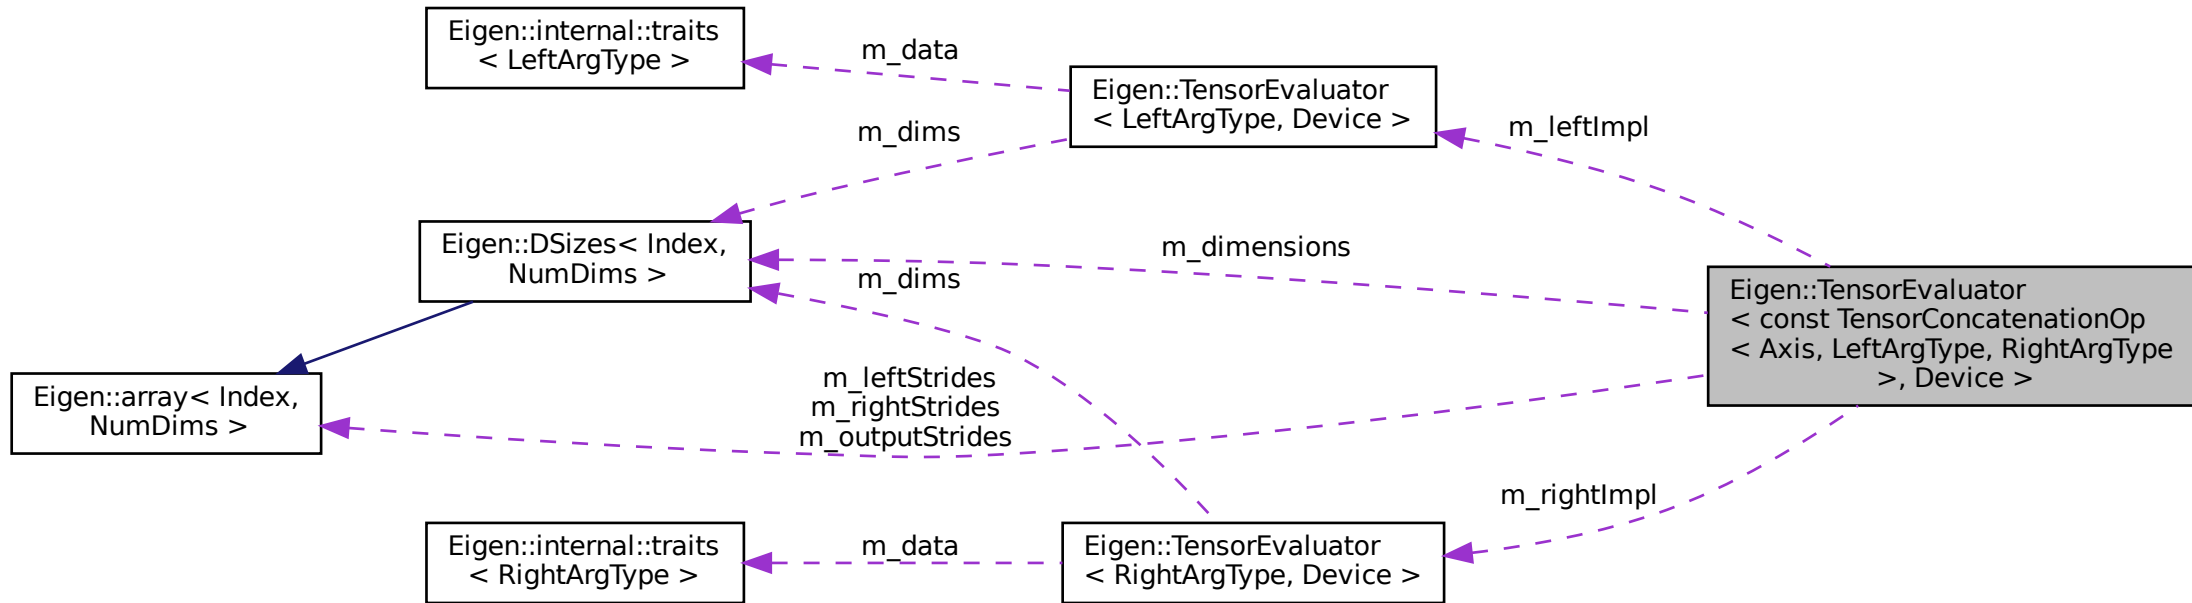 Eigen::internal::traits
< LeftArgType >
m_data
Eigen::TensorEvaluator
< LeftArgType, Device >
m_dims
m_leftImpl
Eigen::DSizes< Index,
NumDims >
m_dimensions
m_dims
Eigen::TensorEvaluator
< const TensorConcatenationOp
< Axis, LeftArgType, RightArgType
>, Device >
Eigen::array< Index,
NumDims >
m_leftStrides
m_rightStrides
m_outputStrides
m_rightImpl
Eigen::internal::traits
< RightArgType >
m_data
Eigen::TensorEvaluator
< RightArgType, Device >